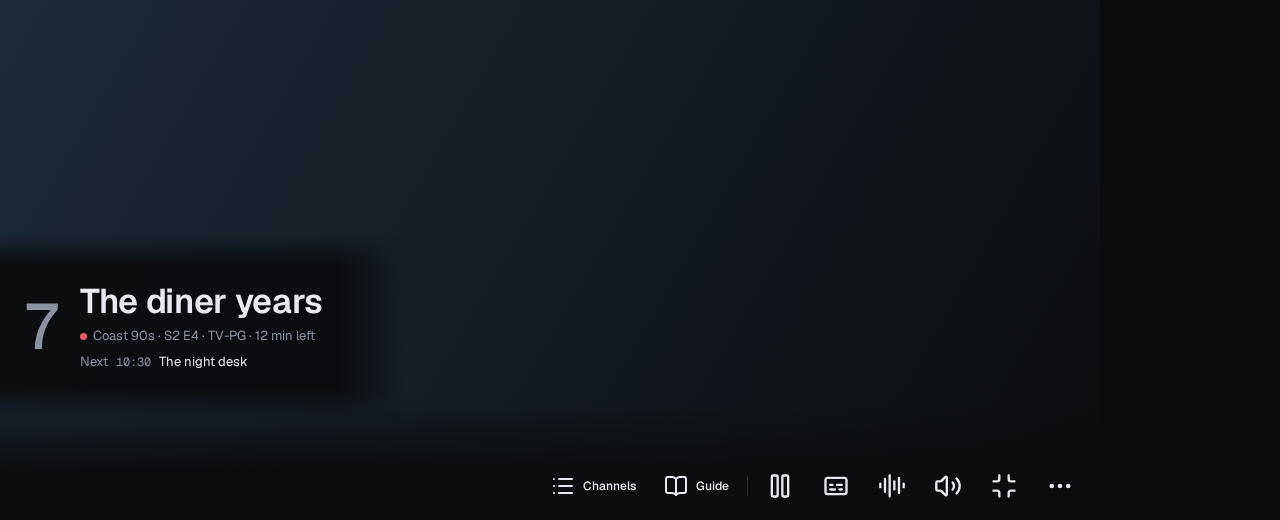 7
The diner years
Coast 90s · S2 E4 · TV-PG · 12 min left
Next 10:30 The night desk
Channels Guide